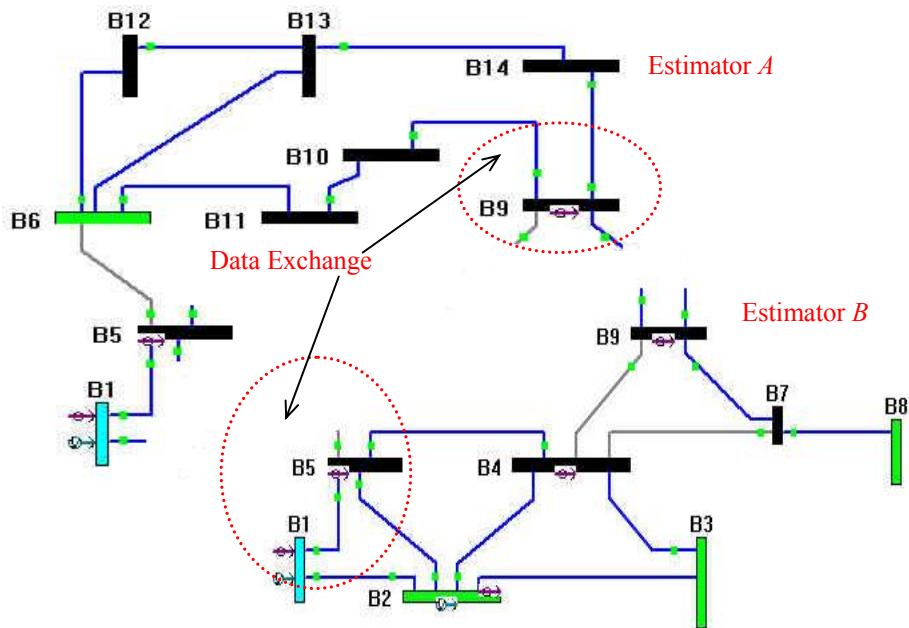 B12
B13
B14
Estimator A
B10
B9
B6
B11
Data Exchange
B5
Estimator B
B9
B1
B7
B8
B5
B4
B1
B3
B2